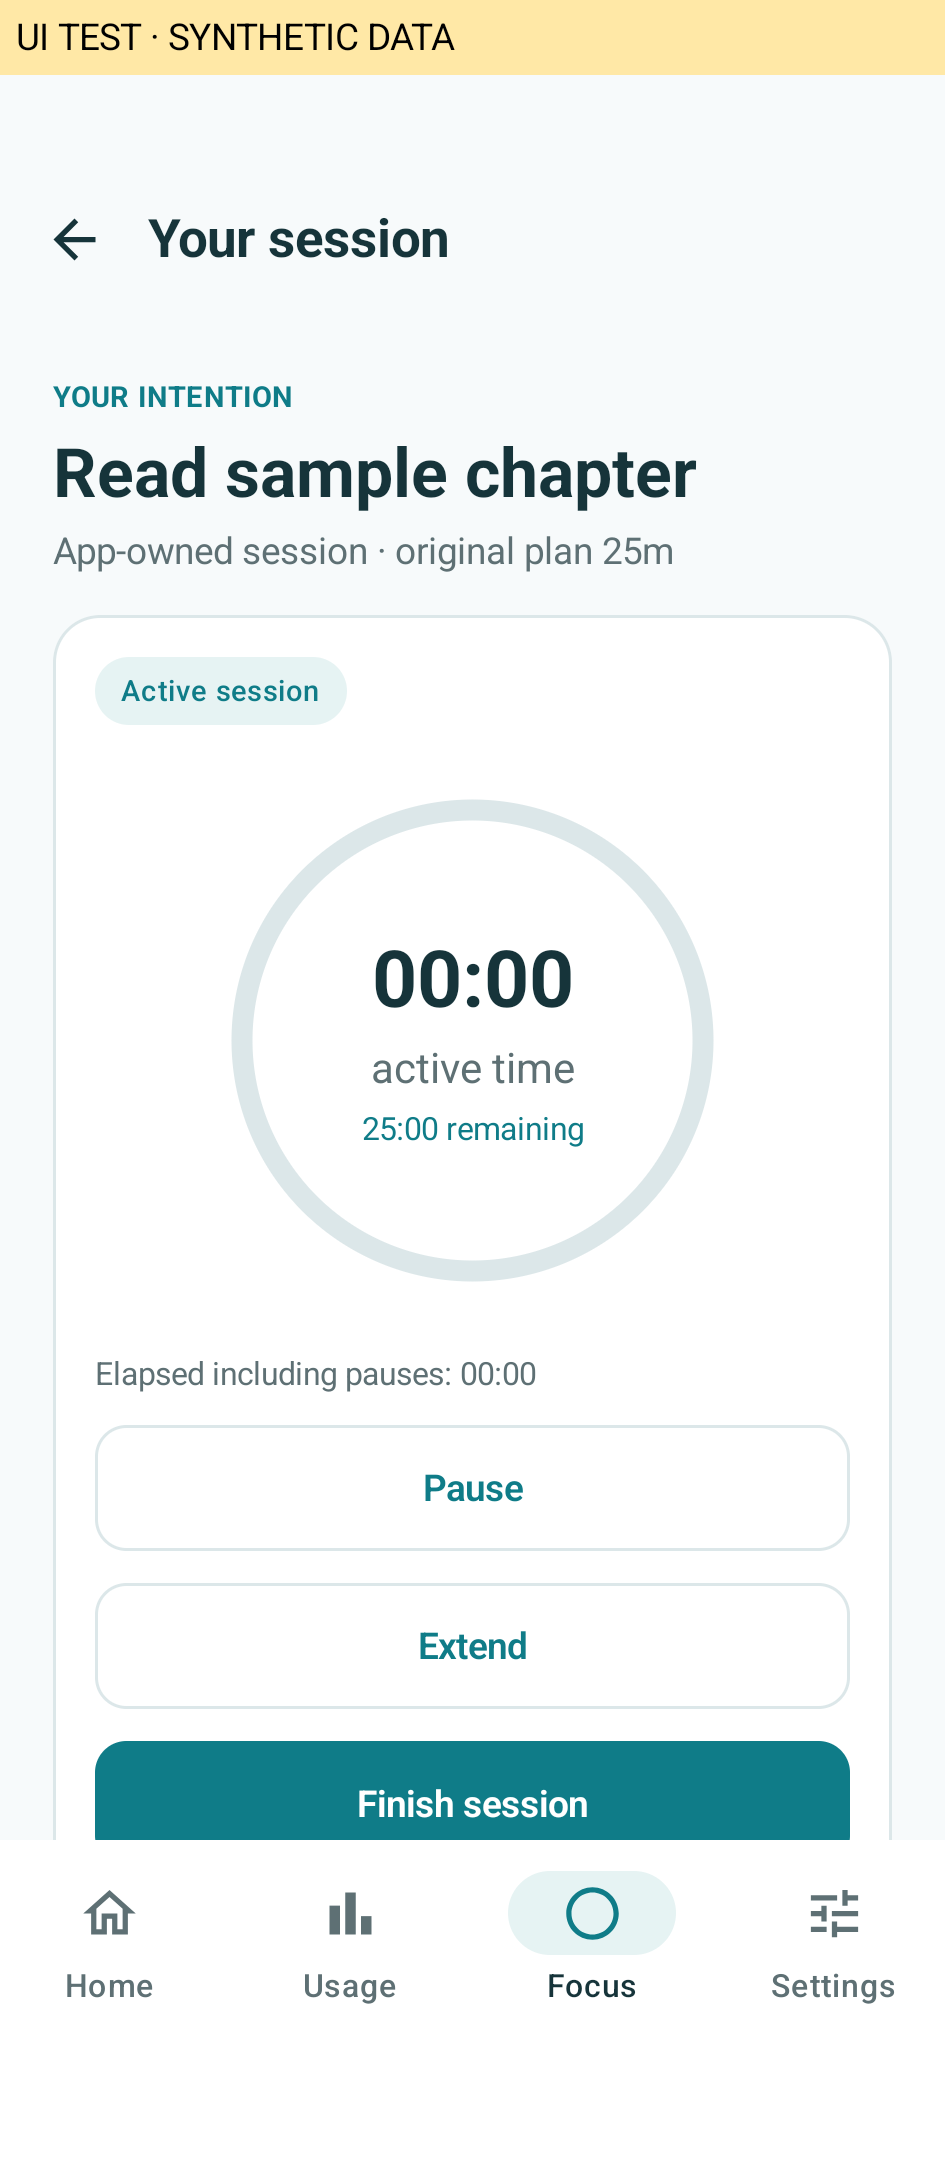 UI TEST · SYNTHETIC DATA
Your session
YOUR INTENTION
Read sample chapter
App-owned session · original plan 25m
Active session
00:00
active time
25:00 remaining
Elapsed including pauses: 00:00
Pause
Extend
Finish session
Home
Usage
Focus
Settings